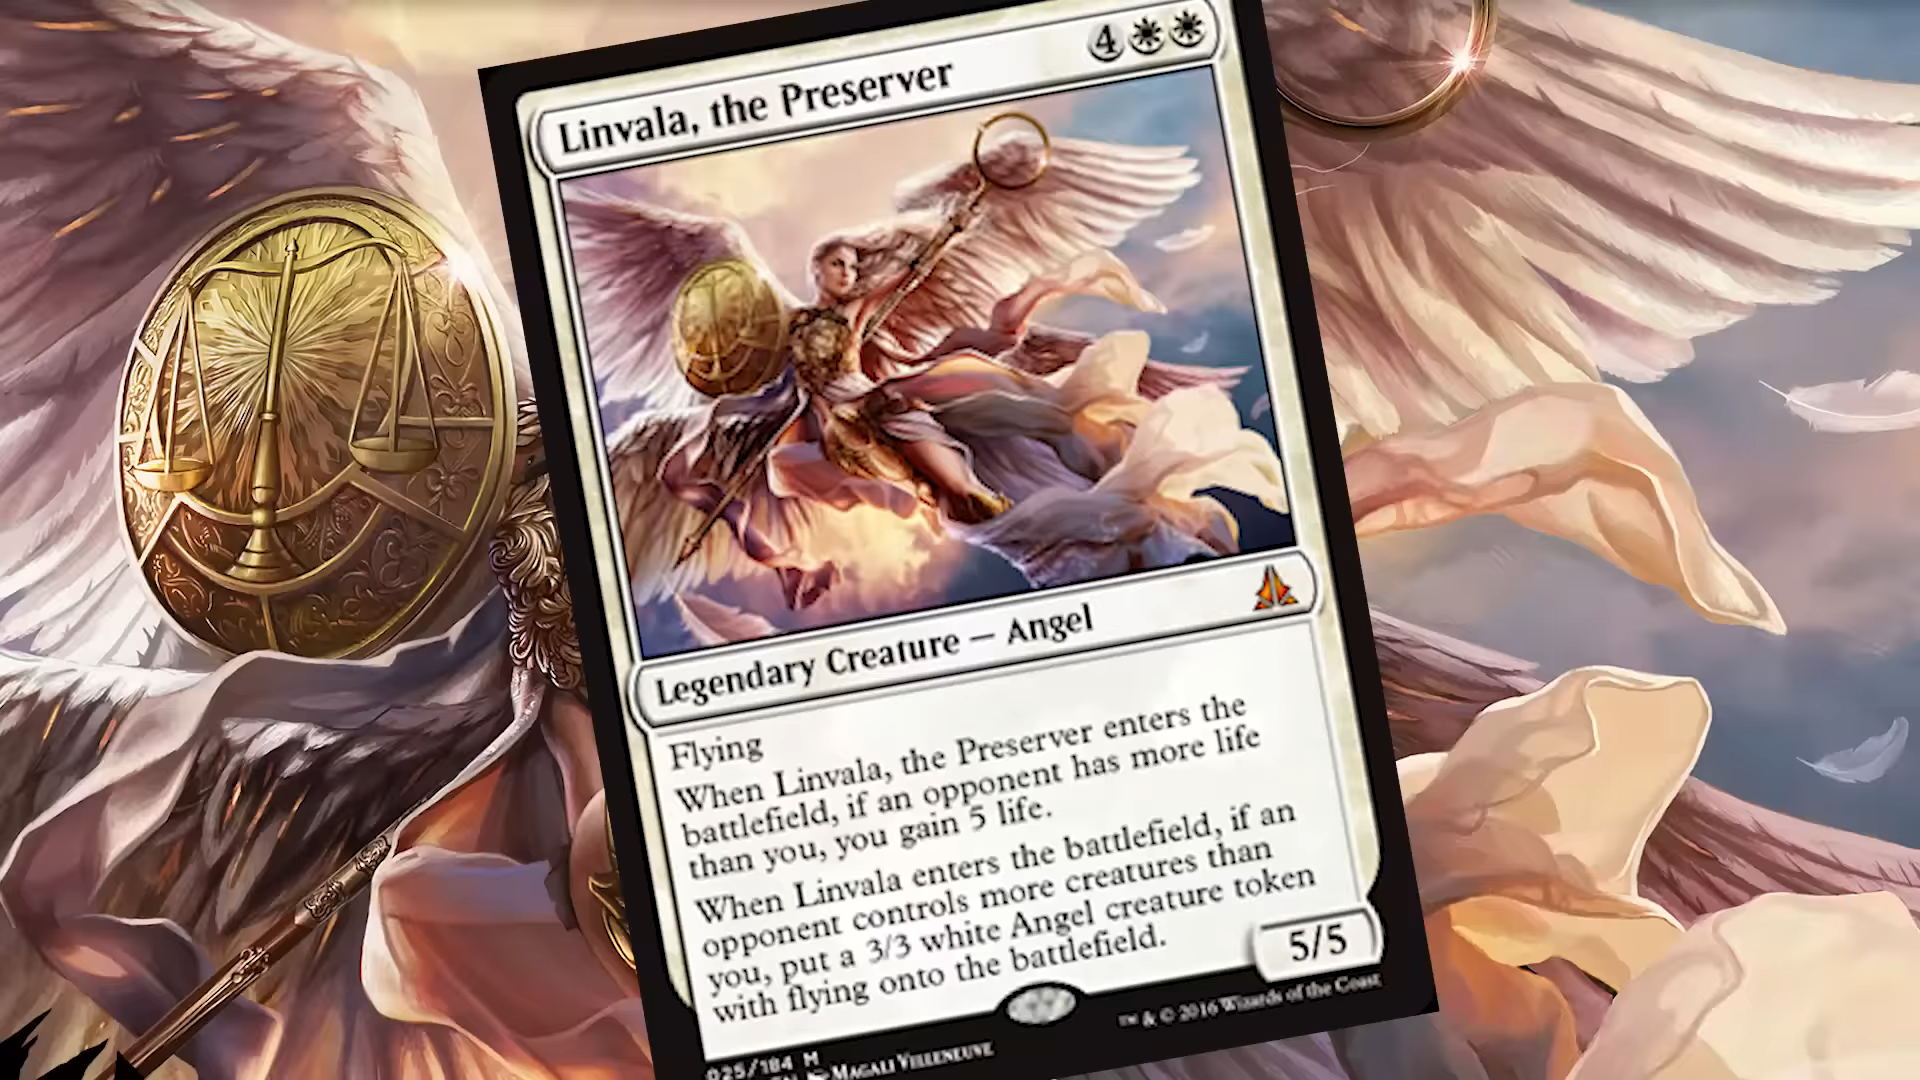 Linvala, the Preserver 4
Legendary Creature — Angel
Flying
When Linvala, the Preserver enters the
battlefield, if an opponent has more life
than you, you gain 5 life.
When Linvala enters the battlefield, if an
opponent controls more creatures than
you, put a 3/3 white Angel creature token
with flying onto the battlefield.
5/5
025/184 M
™ & © 2016 Wizards of the Coast
Magali Villeneuve